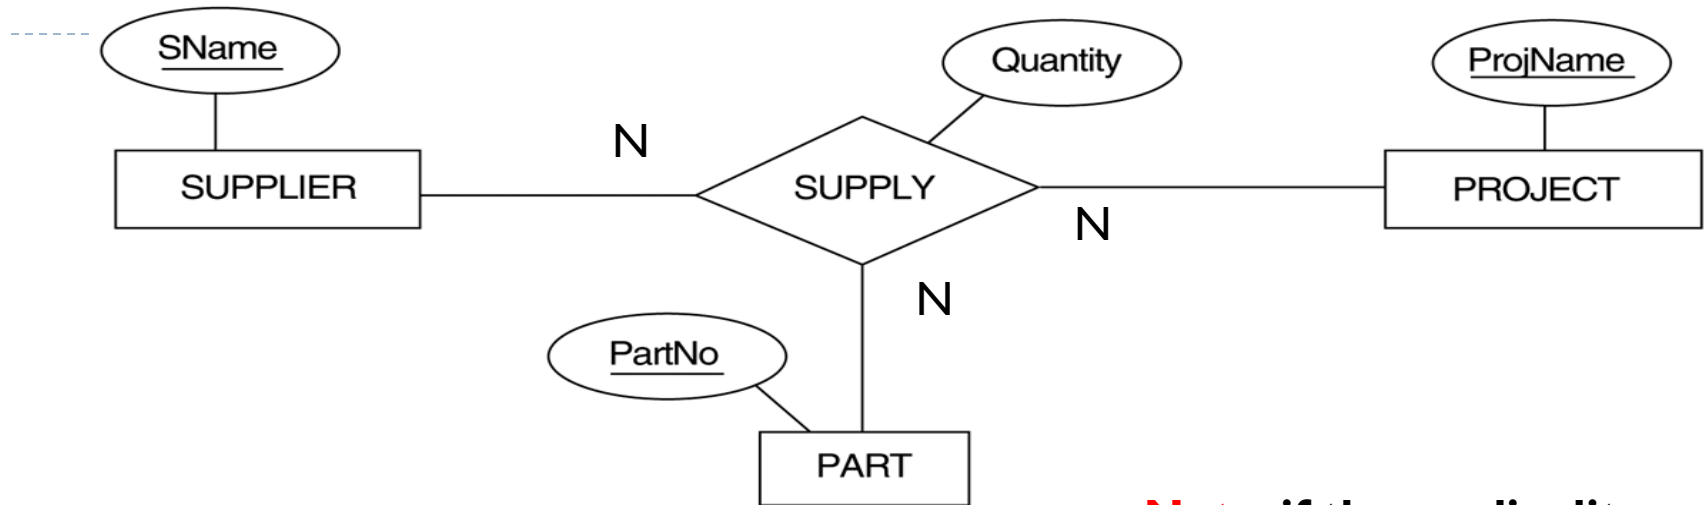 SName
Quantity
ProjName
N
SUPPLIER
SUPPLY
PROJECT
N
N
PartNo
PART